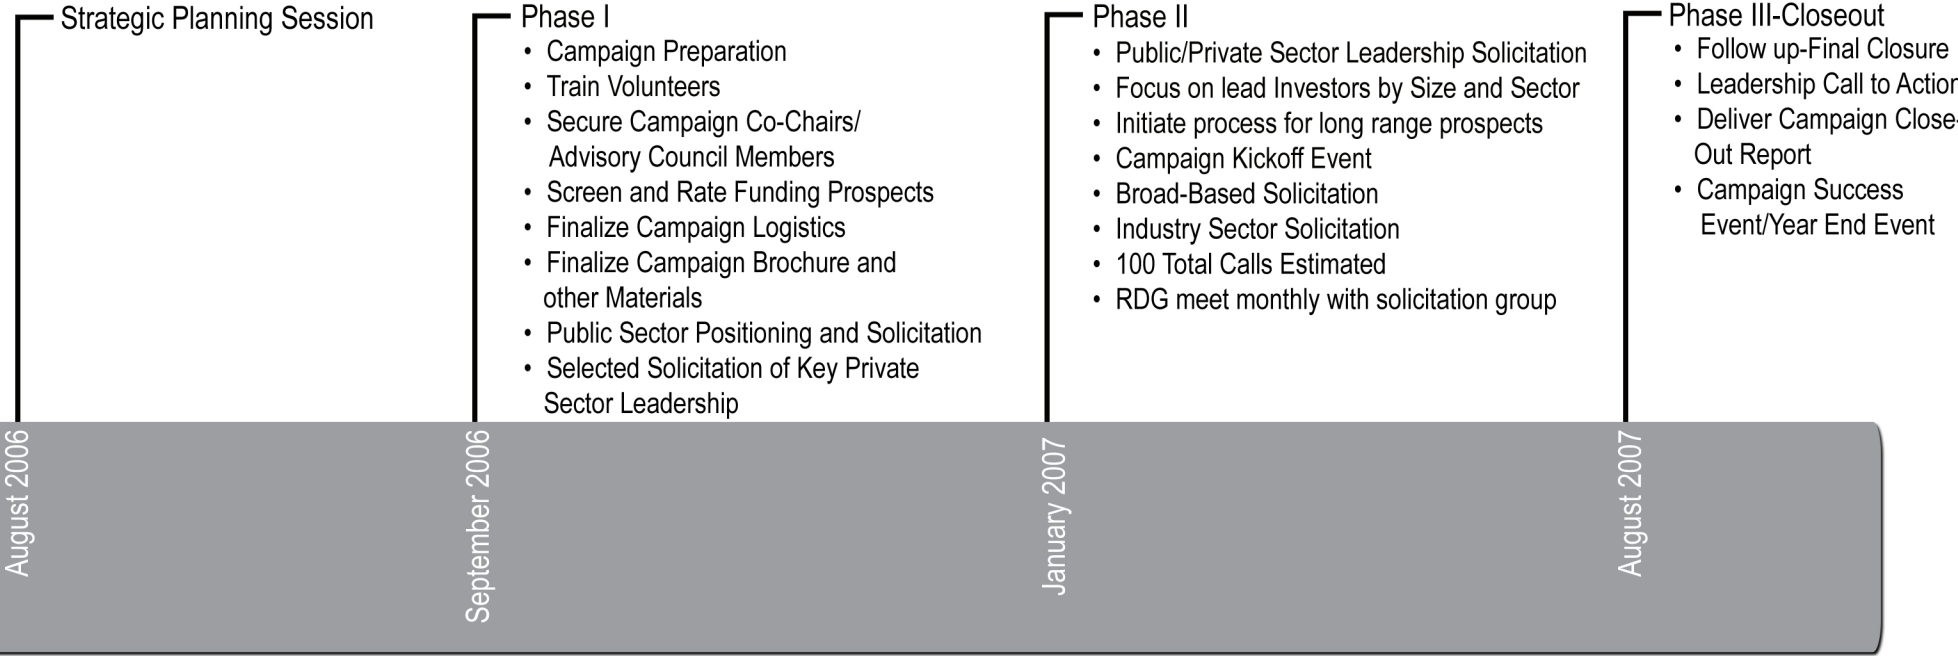 Strategic Planning Session
Phase I
• Campaign Preparation
• Train Volunteers
• Secure Campaign Co-Chairs/
Advisory Council Members
• Screen and Rate Funding Prospects
• Finalize Campaign Logistics
• Finalize Campaign Brochure and
other Materials
• Public Sector Positioning and Solicitation
• Selected Solicitation of Key Private
Sector Leadership
Phase II
• Public/Private Sector Leadership Solicitation
• Focus on lead Investors by Size and Sector
• Initiate process for long range prospects
• Campaign Kickoff Event
• Broad-Based Solicitation
• Industry Sector Solicitation
• 100 Total Calls Estimated
• RDG meet monthly with solicitation group
Phase III-Closeout
• Follow up-Final Closure
• Leadership Call to Action
• Deliver Campaign Close-
Out Report
• Campaign Success
Event/Year End Event
August 2006
September 2006
January 2007
August 2007